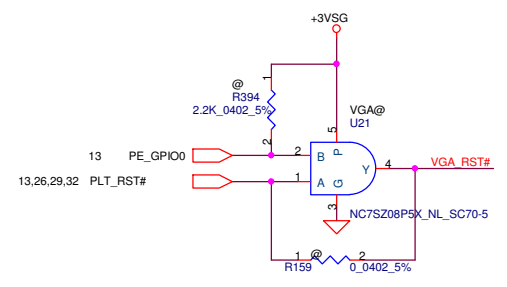 +3VSG
@
1
R394
2.2K_0402_5%
2
VGA@
U21
5
13 PE_GPIO0
2 B P
Y 4 VGA_RST#
13,26,29,32 PLT_RST#
1 A G
3
NC7SZ08P5X_NL_SC70-5
1 @ 2
R159 0_0402_5%